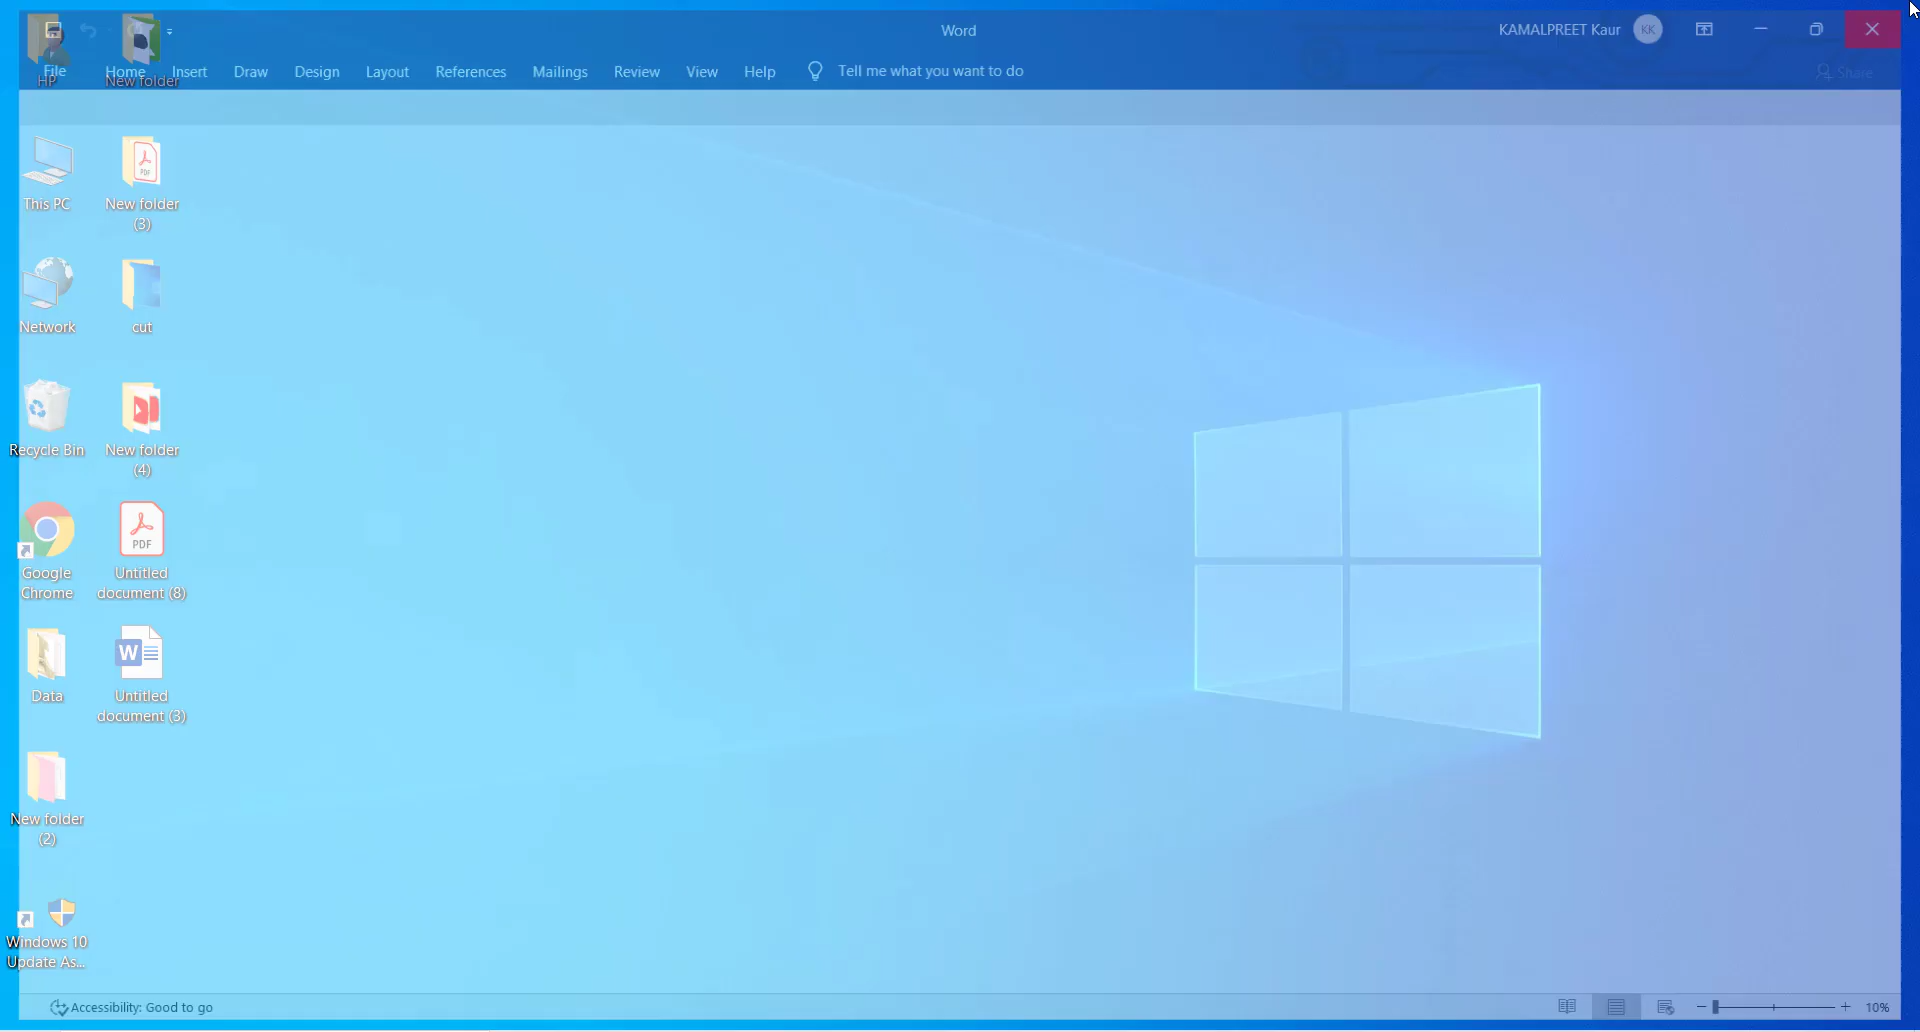 Word
KAMALPREET Kaur
KK
File
Home
Insert
Draw
Design
Layout
References
Mailings
Review
View
Help
Tell me what you want to do
Share
HP
New folder
This PC
New folder
(3)
PDF
Network
cut
Recycle Bin
New folder
(4)
Google
Chrome
PDF
Untitled
document (8)
Data
W
Untitled
document (3)
New folder
(2)
Windows 10
Update As...
Accessibility: Good to go
10%